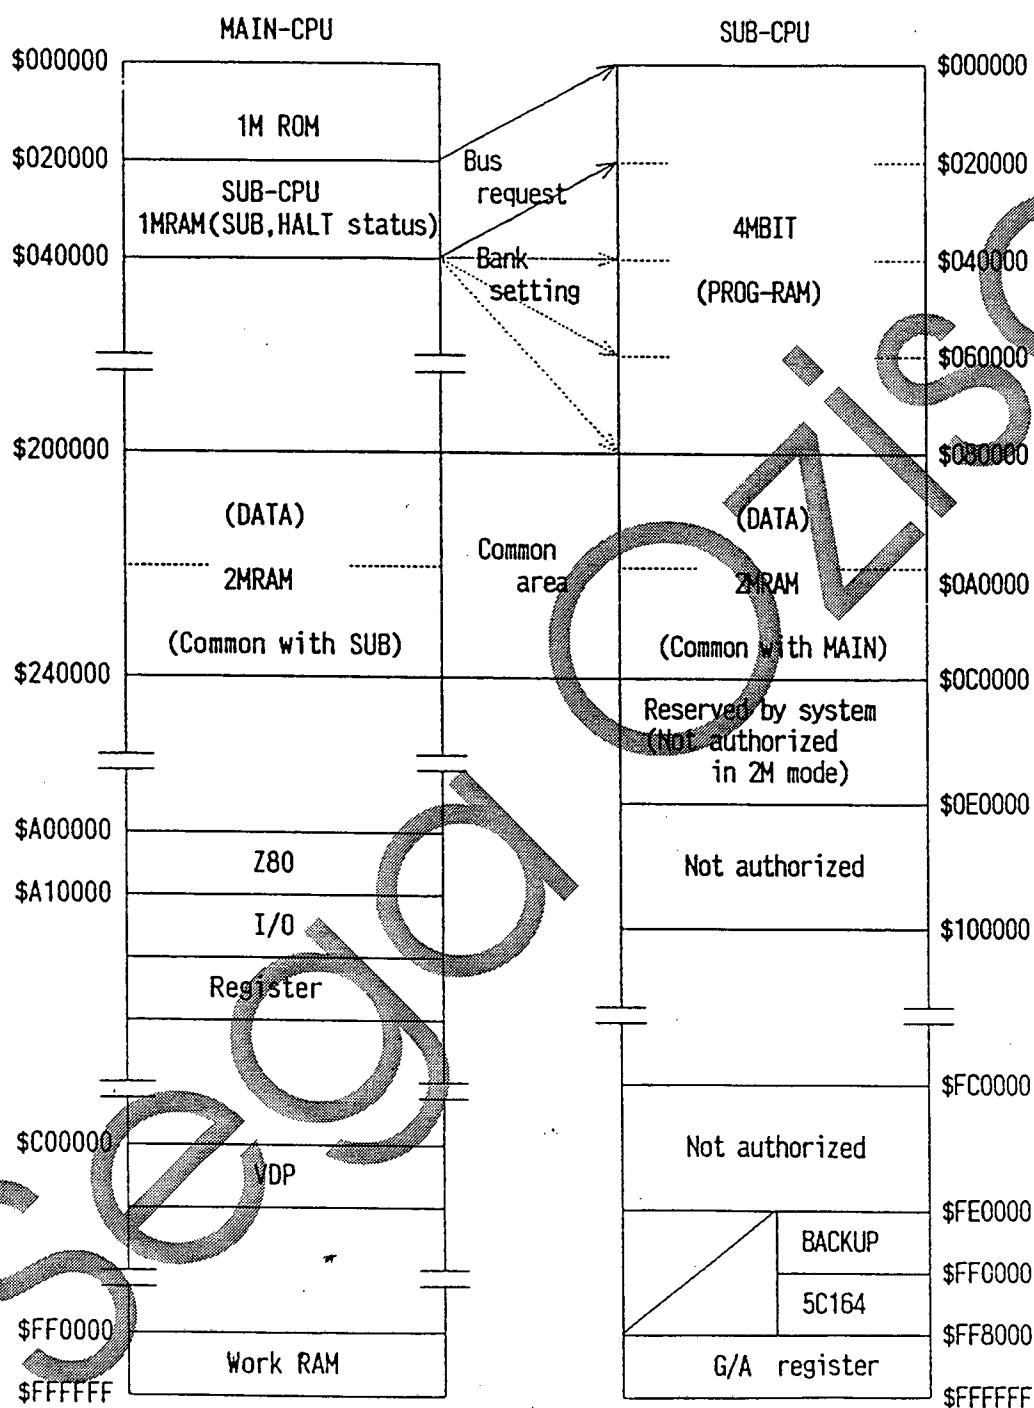 MAIN-CPU
SUB-CPU
$000000
1M ROM
$020000
SUB-CPU
1MRAM(SUB,HALT status)
$040000
$200000
(DATA)
2MRAM
(Common with SUB)
$240000
$A00000
Z80
$A10000
I/O
Register
$C00000
VDP
$FF0000
Work RAM
$FFFFFF
Bus
request
Bank
setting
Common
area
$000000
$020000
4MBIT
$040000
(PROG-RAM)
$060000
$080000
(DATA)
2MRAM
$0A0000
(Common with MAIN)
$0C0000
Reserved by system
(Not authorized
in 2M mode)
$0E0000
Not authorized
$100000
$FC0000
Not authorized
$FE0000
BACKUP
$FF0000
5C164
$FF8000
G/A register
$FFFFFF